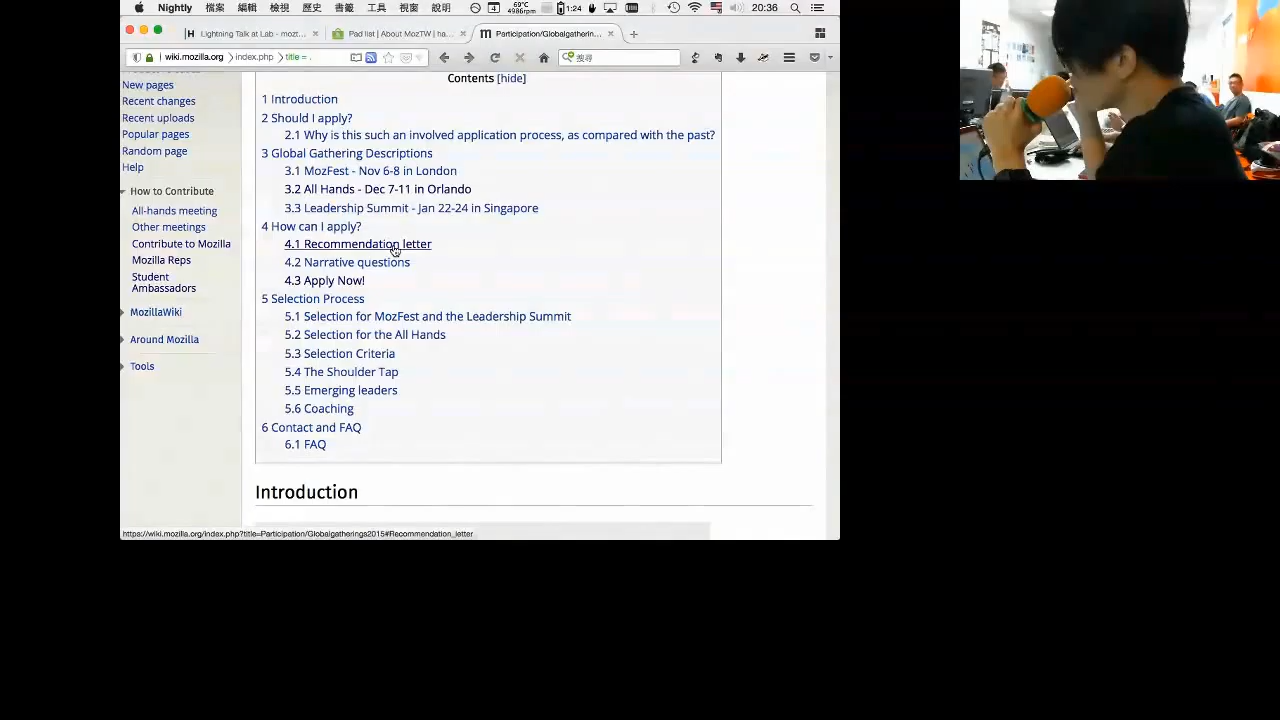 Nightly 檔案 編輯 檢視 歷史 書籤 工具 視窗 說明 69°C 4986rpm 1:24 20:36
Lightning Talk at Lab - mozt... Pad list | About MozTW | ha... Participation/Globalgatherin...
wiki.mozilla.org index.php title = . 搜尋
New pages
Recent changes
Recent uploads
Popular pages
Random page
Help
How to Contribute
All-hands meeting
Other meetings
Contribute to Mozilla
Mozilla Reps
Student
Ambassadors
MozillaWiki
Around Mozilla
Tools
Contents [hide]
1 Introduction
2 Should I apply?
2.1 Why is this such an involved application process, as compared with the past?
3 Global Gathering Descriptions
3.1 MozFest - Nov 6-8 in London
3.2 All Hands - Dec 7-11 in Orlando
3.3 Leadership Summit - Jan 22-24 in Singapore
4 How can I apply?
4.1 Recommendation letter
4.2 Narrative questions
4.3 Apply Now!
5 Selection Process
5.1 Selection for MozFest and the Leadership Summit
5.2 Selection for the All Hands
5.3 Selection Criteria
5.4 The Shoulder Tap
5.5 Emerging leaders
5.6 Coaching
6 Contact and FAQ
6.1 FAQ
Introduction
https://wiki.mozilla.org/index.php?title=Participation/Globalgatherings2015#Recommendation_letter